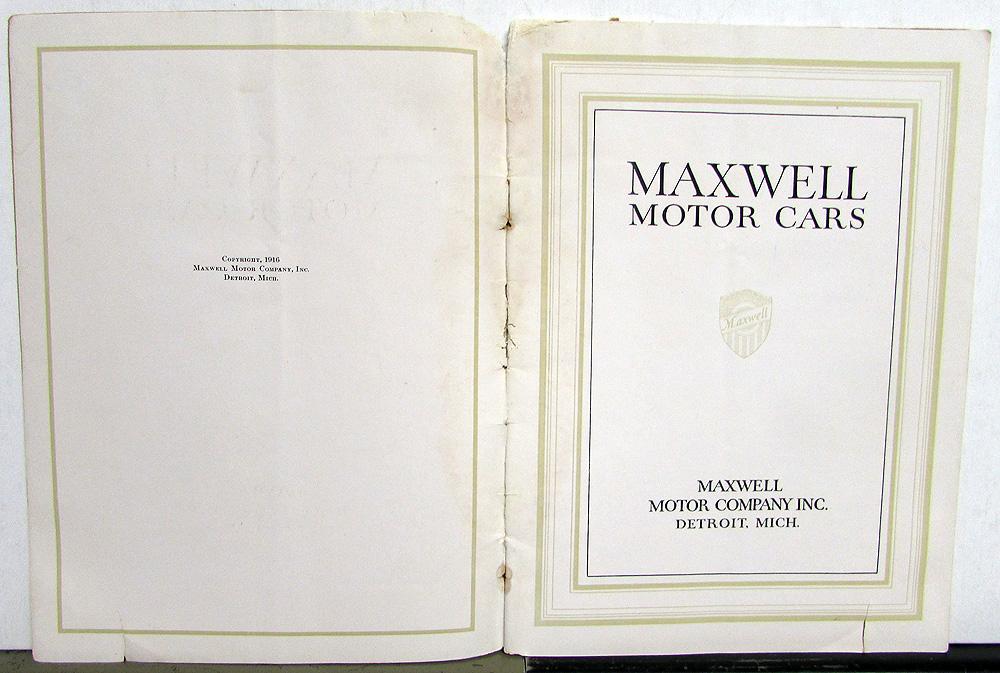 Copyright, 1916
Maxwell Motor Company, Inc.
Detroit, Mich.
MAXWELL
MOTOR CARS
Maxwell
MAXWELL
MOTOR COMPANY INC.
DETROIT, MICH.